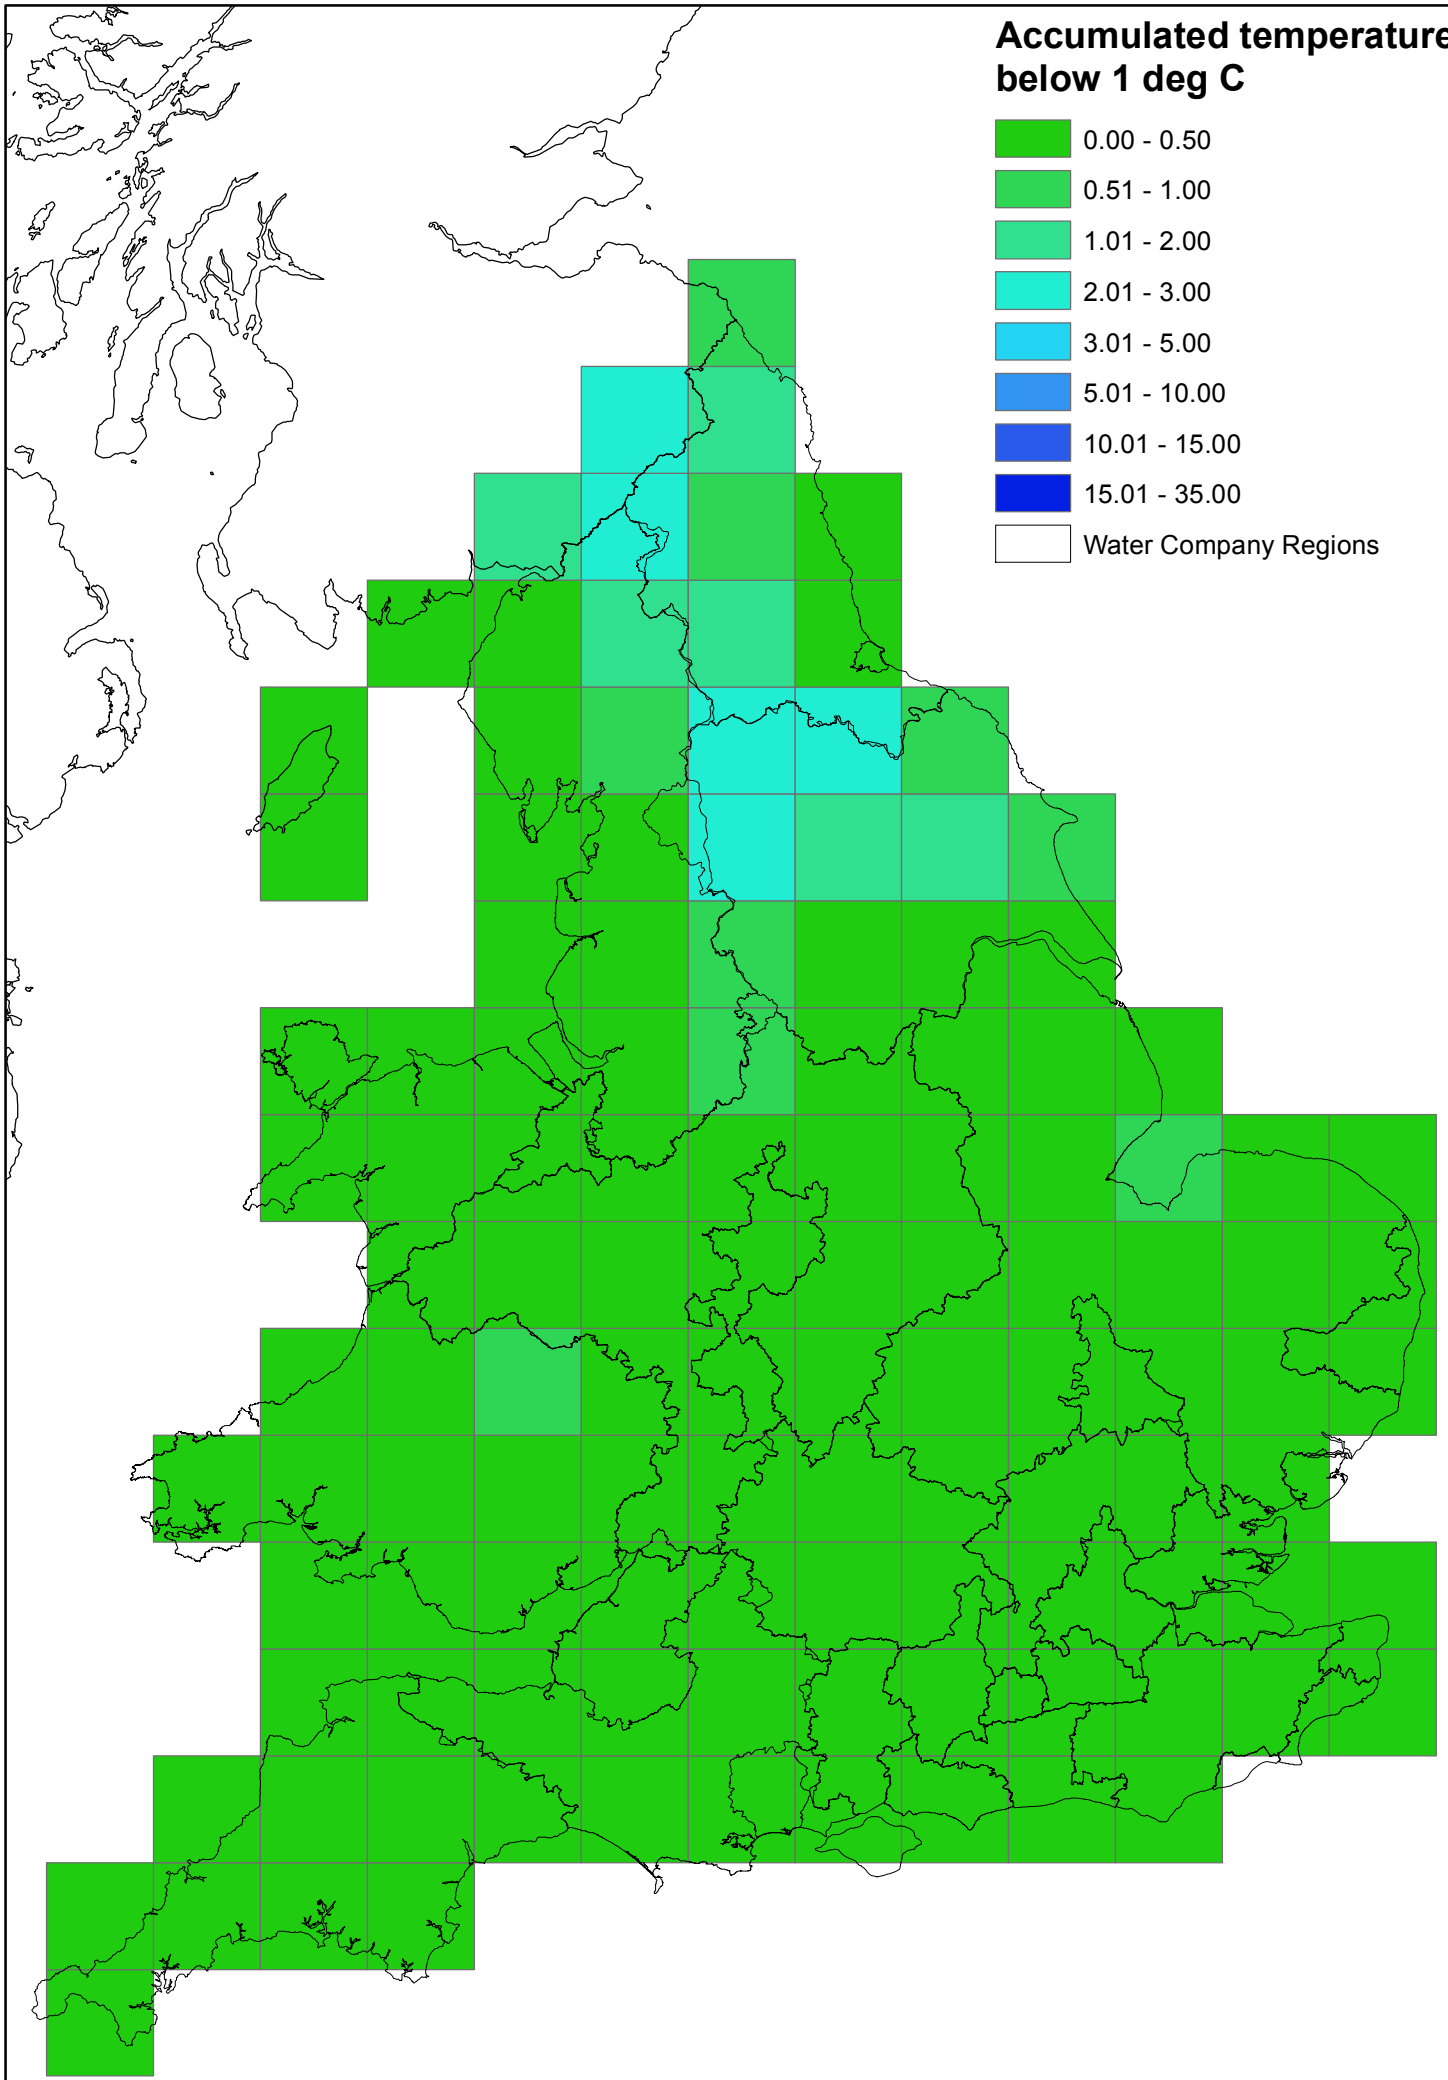 Accumulated temperature
below 1 deg C
0.00 - 0.50
0.51 - 1.00
1.01 - 2.00
2.01 - 3.00
3.01 - 5.00
5.01 - 10.00
10.01 - 15.00
15.01 - 35.00
Water Company Regions